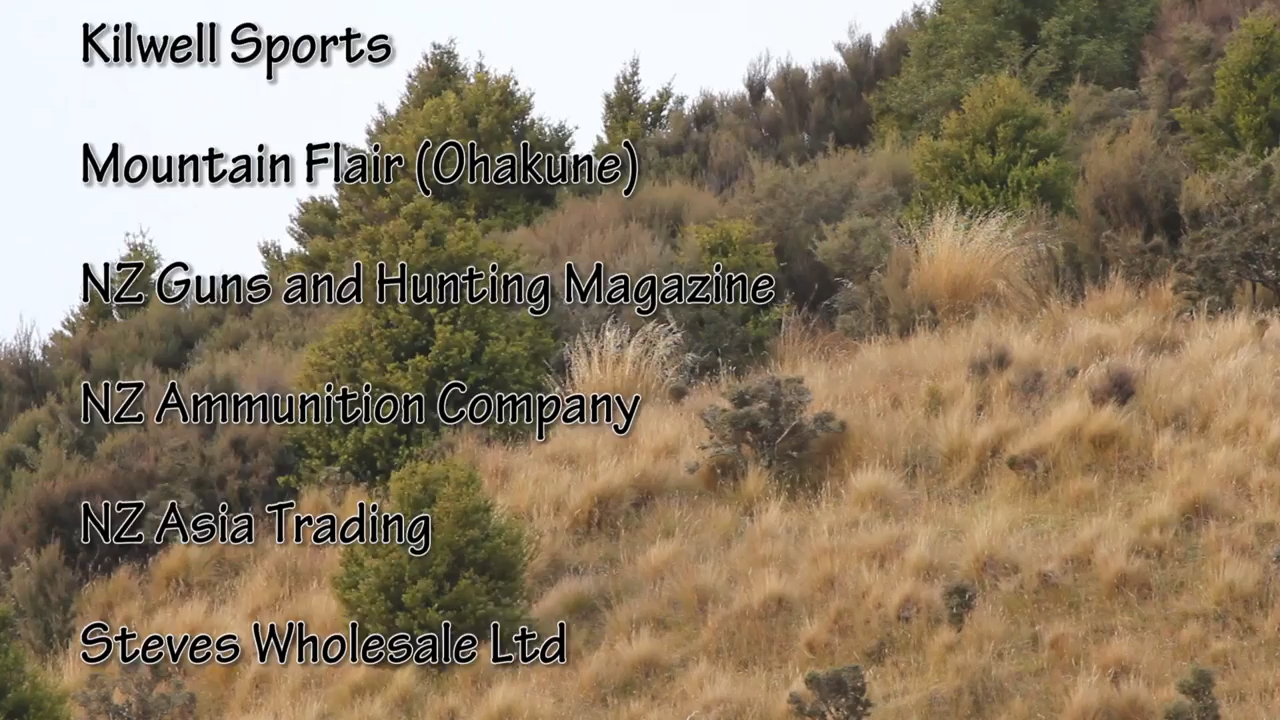 Kilwell Sports
Mountain Flair (Ohakune)
NZ Guns and Hunting Magazine
NZ Ammunition Company
NZ Asia Trading
Steves Wholesale Ltd